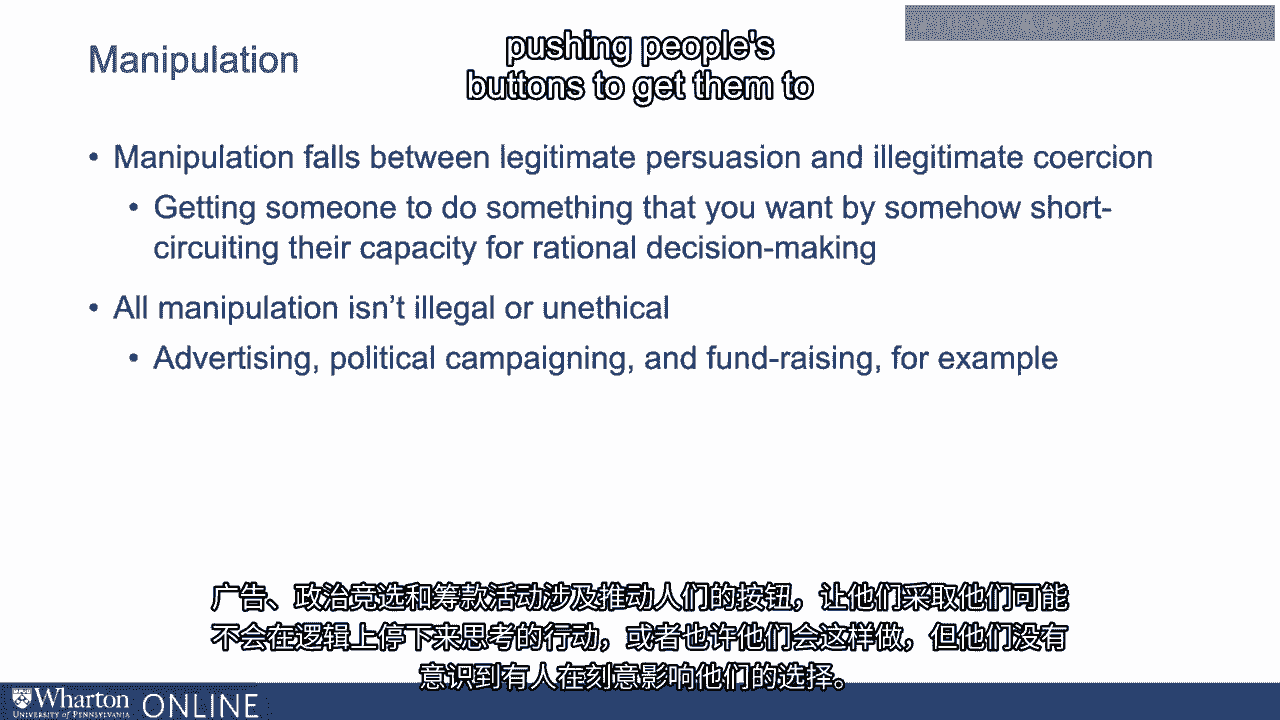 pushing people's
buttons to get them to
Manipulation
• Manipulation falls between legitimate persuasion and illegitimate coercion
• Getting someone to do something that you want by somehow short-
circuiting their capacity for rational decision-making
• All manipulation isn't illegal or unethical
• Advertising, political campaigning, and fund-raising, for example
广告、政治竞选和筹款活动涉及推动人们的按钮，让他们采取他们可能
不会在逻辑上停下来思考的行动，或者也许他们会这样做，但他们没有
意识到有人在刻意影响他们的选择。
Wharton ONLINE
UNIVERSITY of PENNSYLVANIA